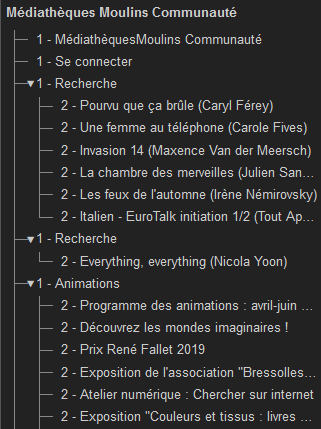 Médiathèques Moulins Communauté
1 - MédiathèquesMoulins Communauté
1 - Se connecter
▼1 - Recherche
2 - Pourvu que ça brûle (Caryl Férey)
2 - Une femme au téléphone (Carole Fives)
2 - Invasion 14 (Maxence Van der Meersch)
2 - La chambre des merveilles (Julien San...
2 - Les feux de l'automne (Irène Némirovsky)
2 - Italien - EuroTalk initiation 1/2 (Tout Ap...
▼1 - Recherche
2 - Everything, everything (Nicola Yoon)
▼1 - Animations
2 - Programme des animations : avril-juin ...
2 - Découvrez les mondes imaginaires !
2 - Prix René Fallet 2019
2 - Exposition de l'association "Bressolles...
2 - Atelier numérique : Chercher sur internet
2 - Exposition "Couleurs et tissus : livres ...